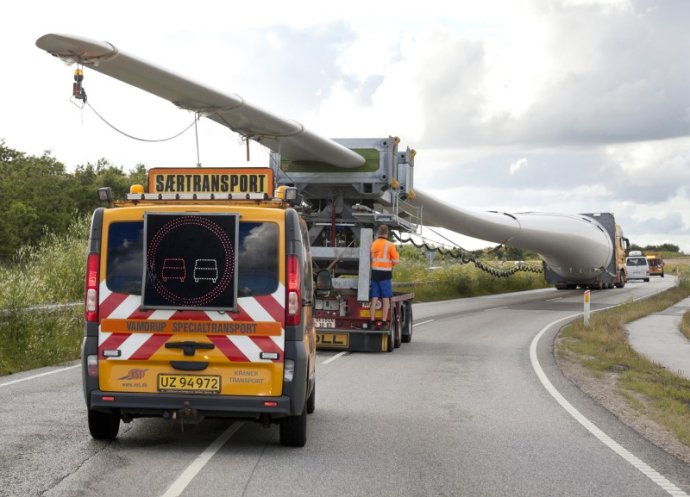 SÆRTRANSPORT
VAMDRUP SPECIALTRANSPORT
KRANER
TRANSPORT
UZ 94 972